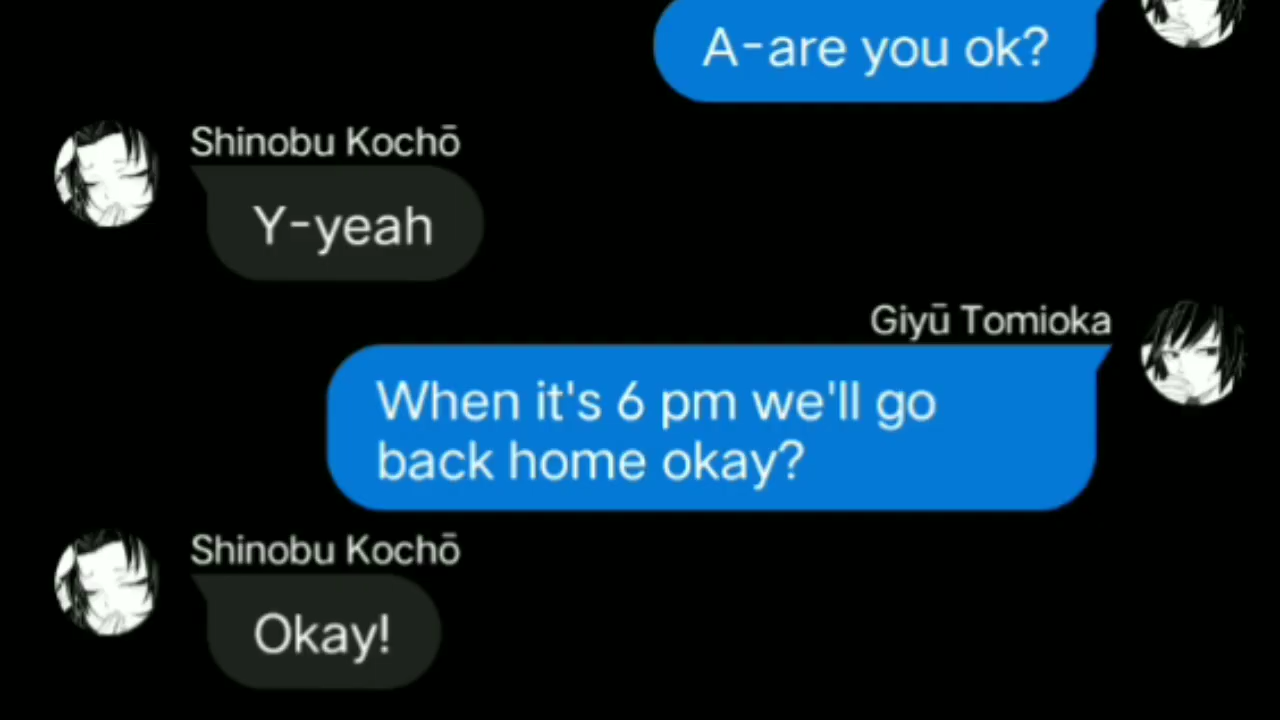 A-are you ok?
Shinobu Kochō
Y-yeah
Giyū Tomioka
When it's 6 pm we'll go
back home okay?
Shinobu Kochō
Okay!